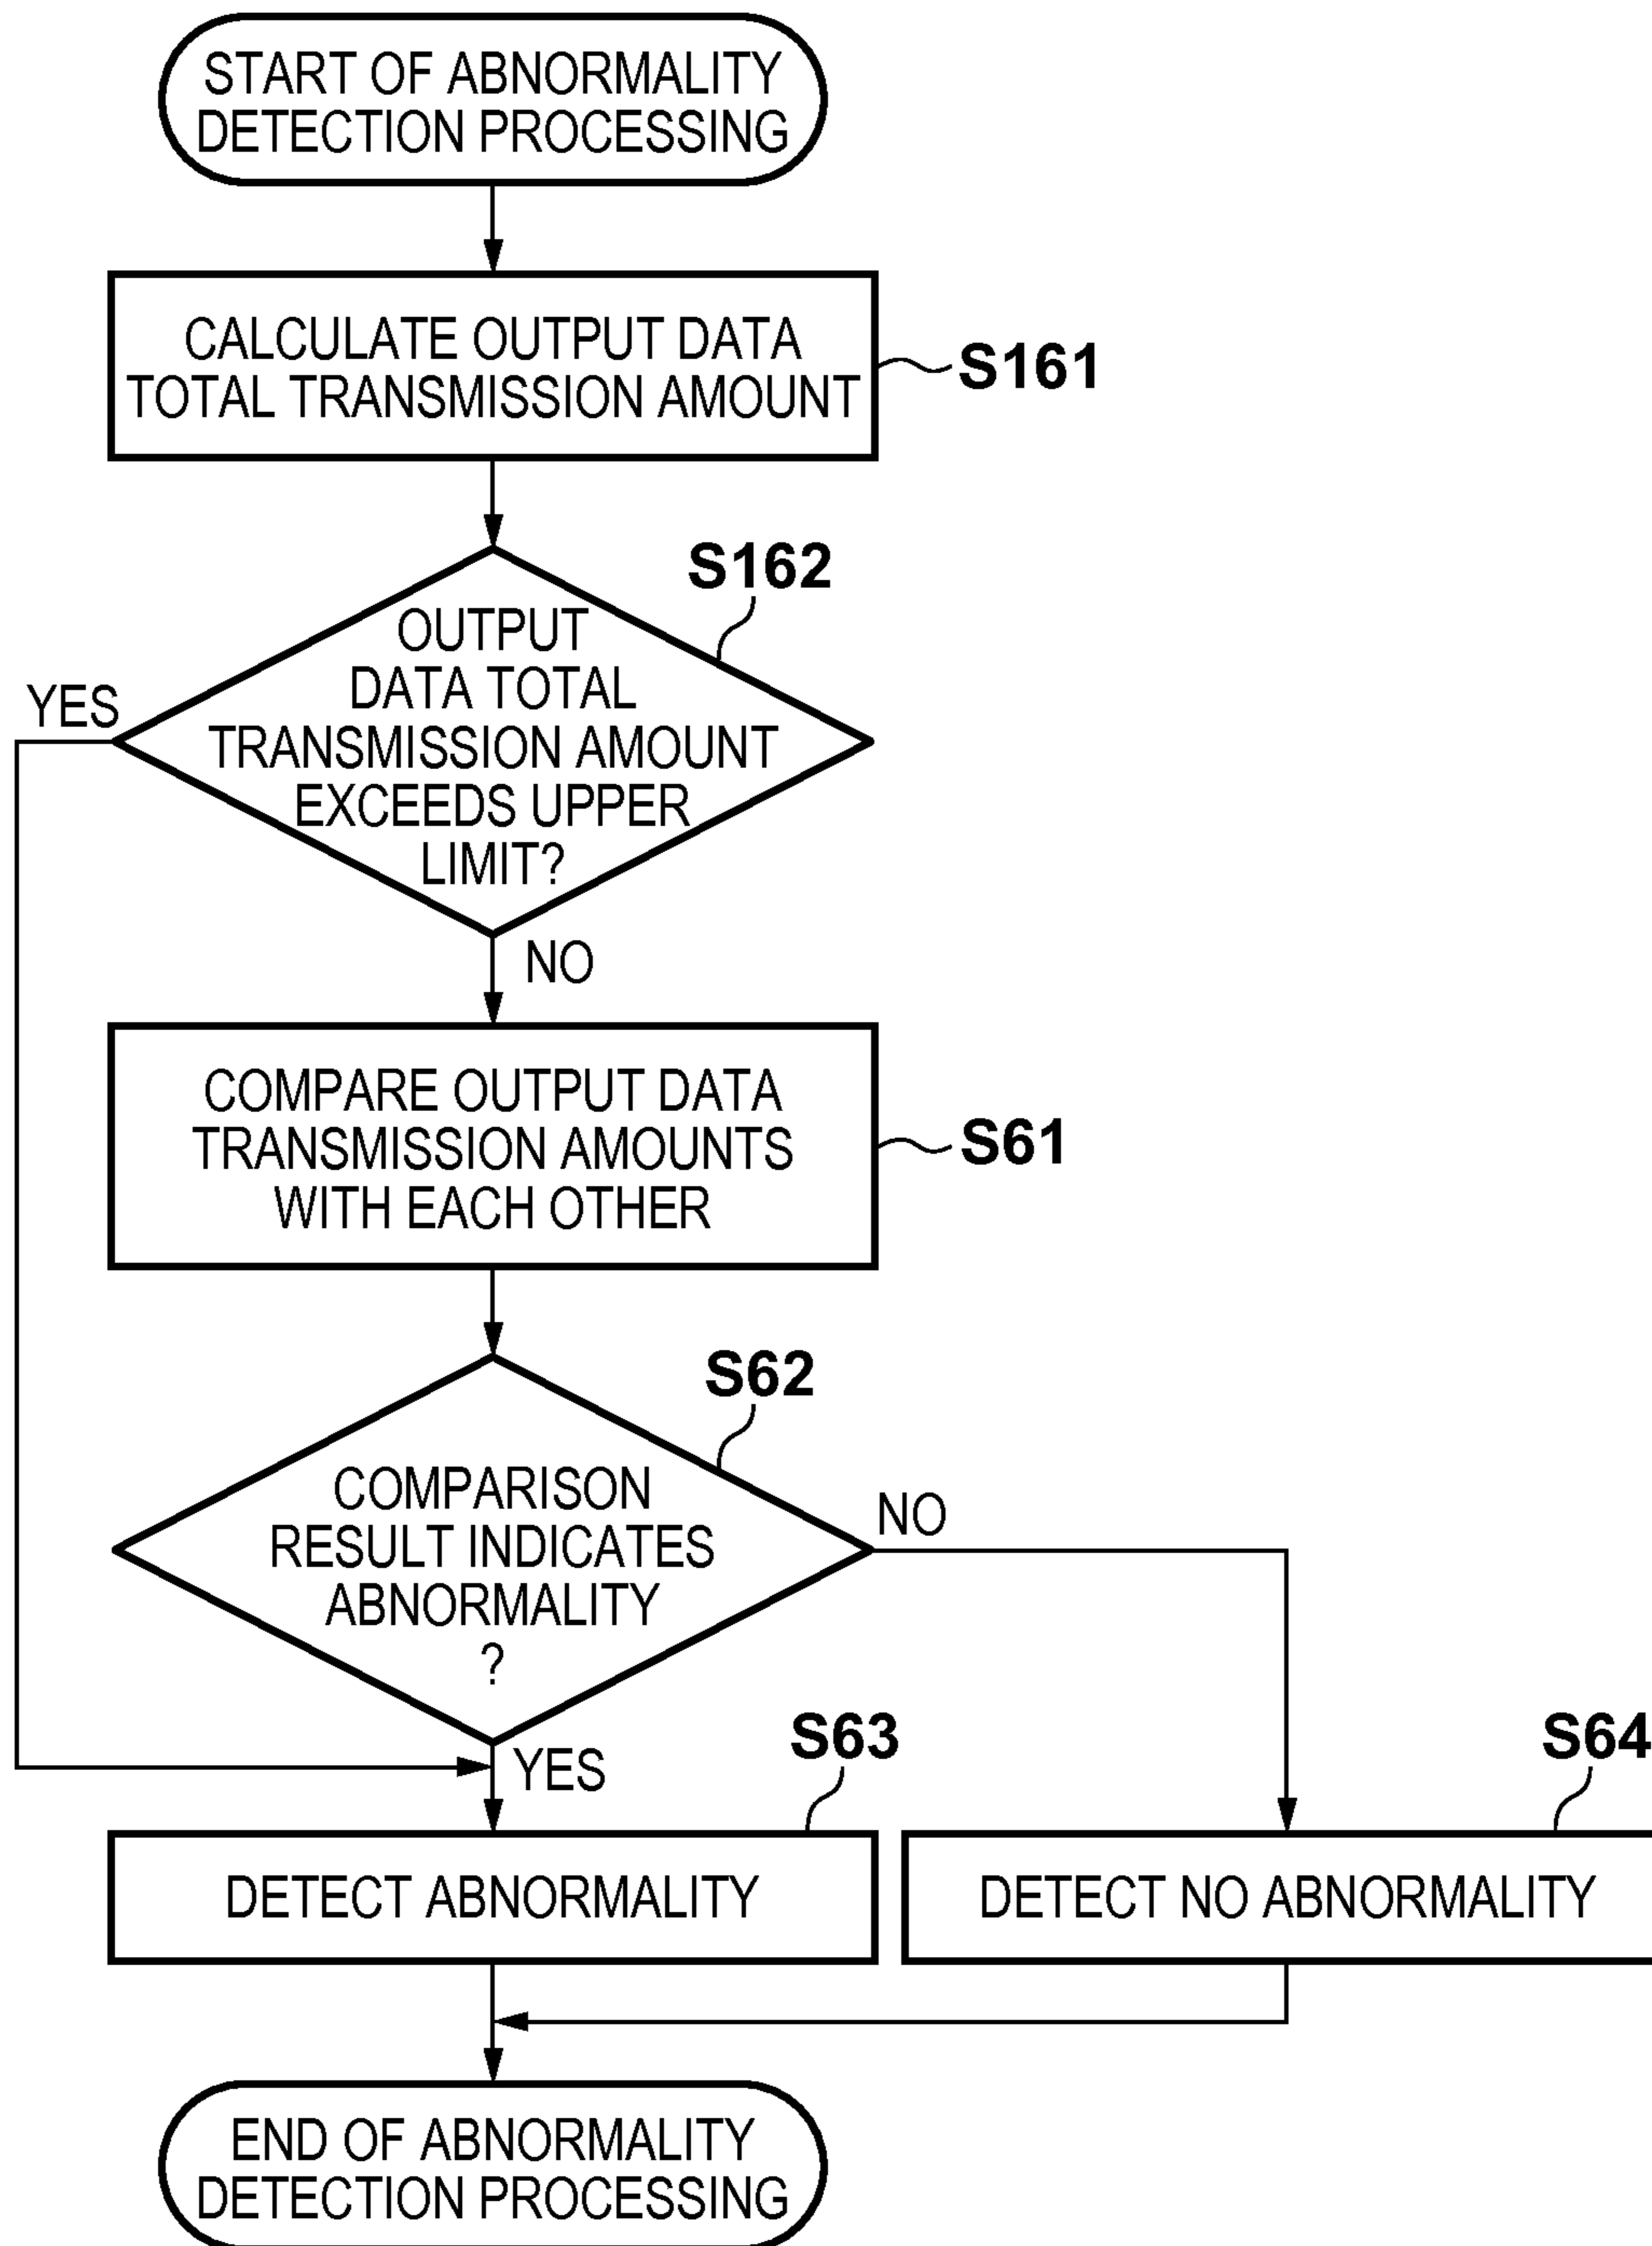 START OF ABNORMALITY
DETECTION PROCESSING
CALCULATE OUTPUT DATA
TOTAL TRANSMISSION AMOUNT
S161
S162
OUTPUT
DATA TOTAL
TRANSMISSION AMOUNT
EXCEEDS UPPER
LIMIT?
YES
NO
COMPARE OUTPUT DATA
TRANSMISSION AMOUNTS
WITH EACH OTHER
S61
S62
COMPARISON
RESULT INDICATES
ABNORMALITY
?
NO
YES
S63
DETECT ABNORMALITY
S64
DETECT NO ABNORMALITY
END OF ABNORMALITY
DETECTION PROCESSING